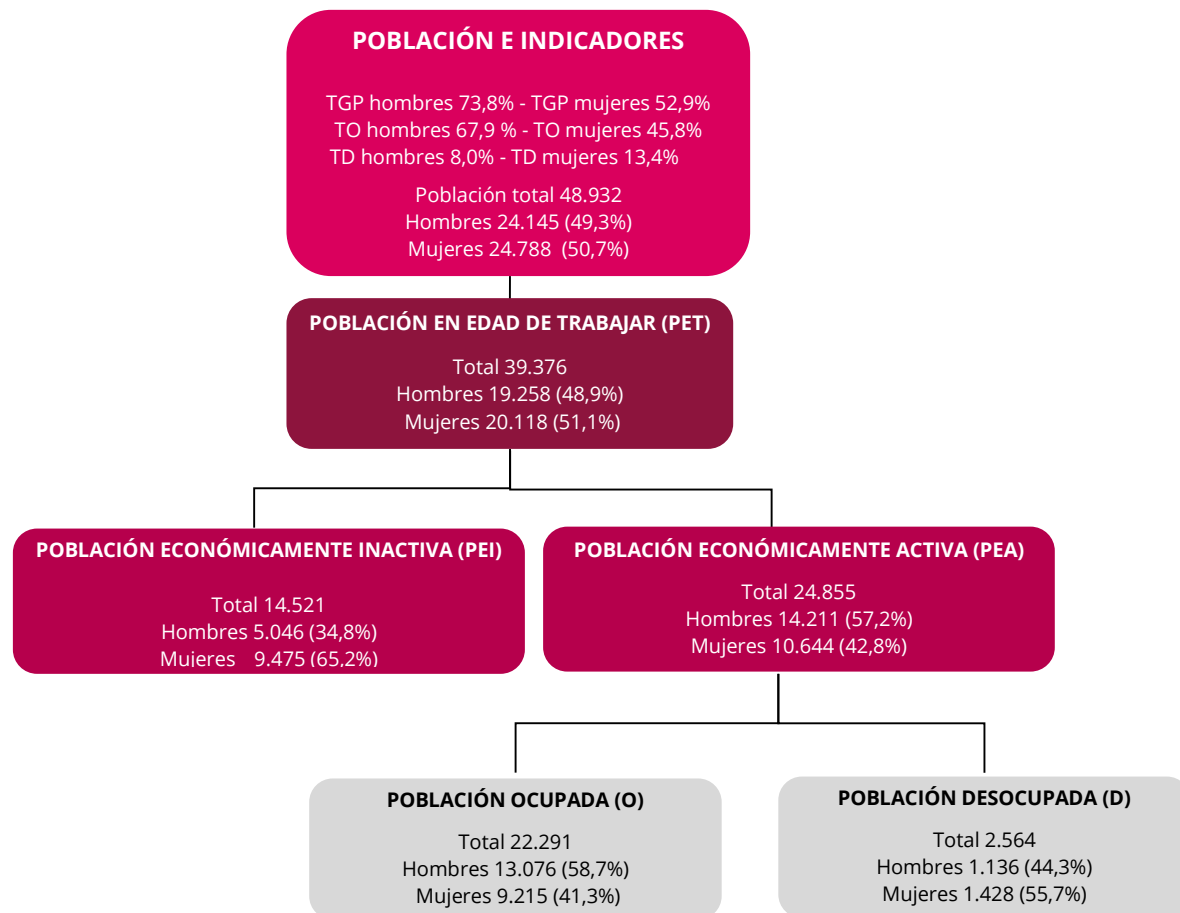 POBLACIÓN E INDICADORES
TGP hombres 73,8% - TGP mujeres 52,9%
TO hombres 67,9 % - TO mujeres 45,8%
TD hombres 8,0% - TD mujeres 13,4%
Población total 48.932
Hombres 24.145 (49,3%)
Mujeres 24.788 (50,7%)
POBLACIÓN EN EDAD DE TRABAJAR (PET)
Total 39.376
Hombres 19.258 (48,9%)
Mujeres 20.118 (51,1%)
POBLACIÓN ECONÓMICAMENTE INACTIVA (PEI)
Total 14.521
Hombres 5.046 (34,8%)
Mujeres 9.475 (65,2%)
POBLACIÓN ECONÓMICAMENTE ACTIVA (PEA)
Total 24.855
Hombres 14.211 (57,2%)
Mujeres 10.644 (42,8%)
POBLACIÓN OCUPADA (O)
Total 22.291
Hombres 13.076 (58,7%)
Mujeres 9.215 (41,3%)
POBLACIÓN DESOCUPADA (D)
Total 2.564
Hombres 1.136 (44,3%)
Mujeres 1.428 (55,7%)